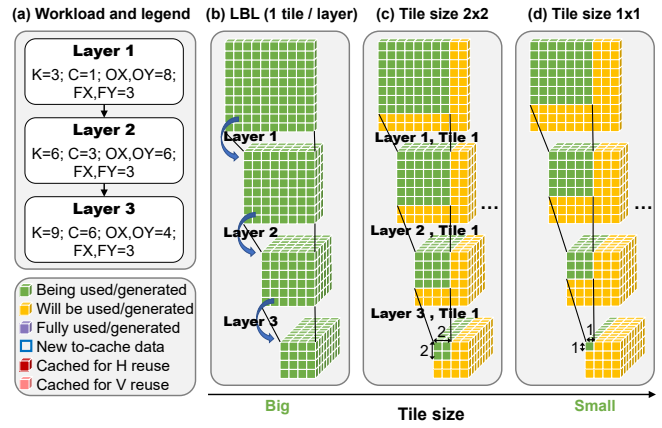 (a) Workload and legend
Layer 1
K=3; C=1; OX,OY=8;
FX,FY=3
Layer 2
K=6; C=3; OX,OY=6;
FX,FY=3
Layer 3
K=9; C=6; OX,OY=4;
FX,FY=3
Being used/generated
Will be used/generated
Fully used/generated
New to-cache data
Cached for H reuse
Cached for V reuse
(b) LBL (1 tile / layer)
Layer 1
Layer 2
Layer 3
(c) Tile size 2x2
Layer 1, Tile 1
...
Layer 2 , Tile 1
Layer 3 , Tile 1
2
2
(d) Tile size 1x1
...
1
1
Big
Small
Tile size